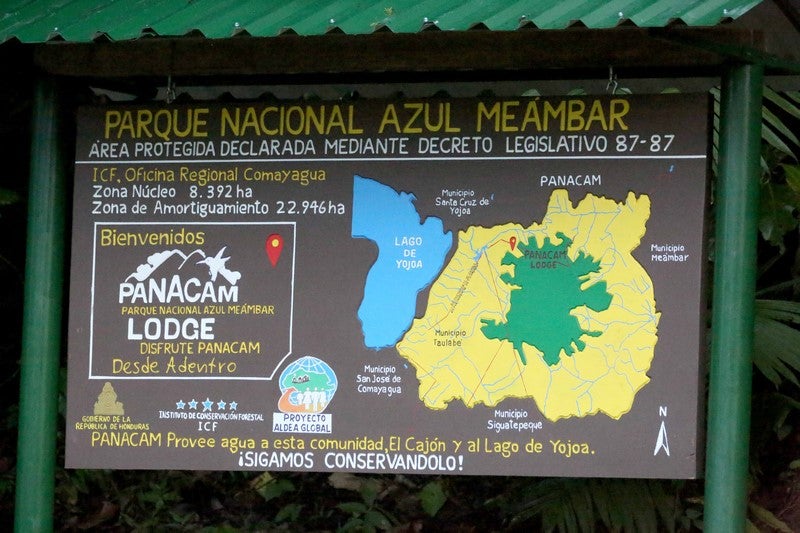 PARQUE NACIONAL AZUL MEÁMBAR
ÁREA PROTEGIDA DECLARADA MEDIANTE DECRETO LEGISLATIVO 87-87
ICF, Oficina Regional Comayagua
Zona Núcleo 8.392 ha
Zona de Amortiguamiento 22.946 ha
Bienvenidos
PANACAM
PARQUE NACIONAL AZUL MEÁMBAR
LODGE
DISFRUTE PANACAM
Desde Adentro
GOBIERNO DE LA
REPÚBLICA DE HONDURAS
INSTITUTO DE CONSERVACIÓN FORESTAL
ICF
PROYECTO
ALDEA GLOBAL
LAGO
DE
YOJOA
Municipio
Santa Cruz de
Yojoa
PANACAM
PANACAM
LODGE
Municipio
Meámbar
Municipio
Taulabe
Municipio
San José de
Comayagua
Municipio
Siguatepeque
N
PANACAM Provee agua a esta comunidad, El Cajón y al Lago de Yojoa.
¡SIGAMOS CONSERVANDOLO!